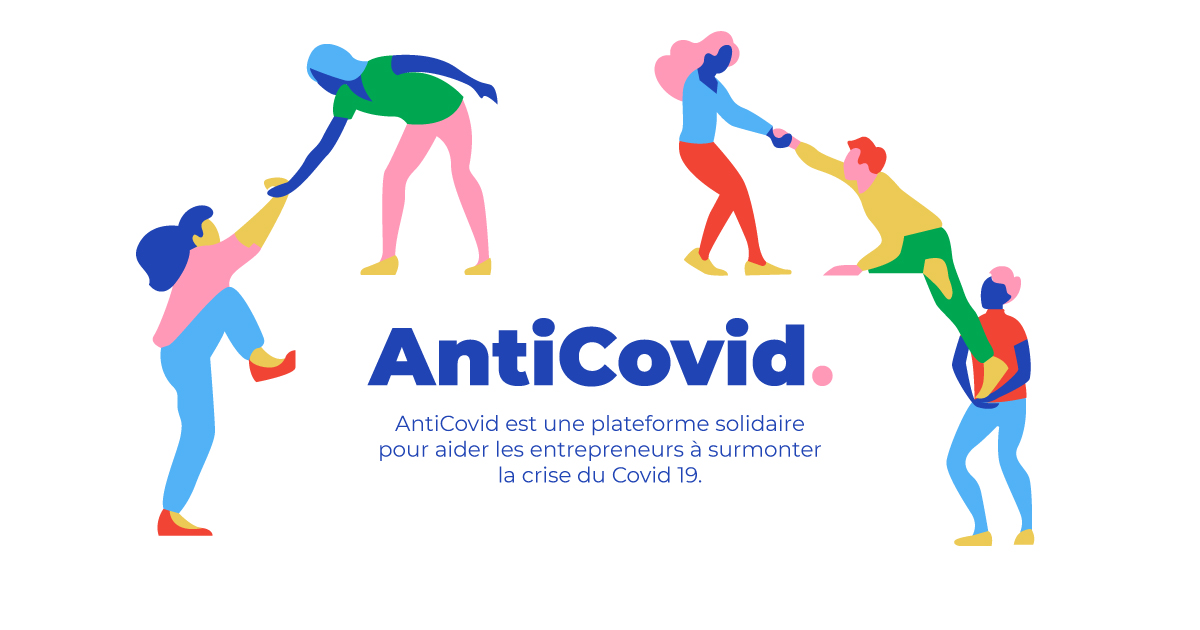 AntiCovid.
AntiCovid est une plateforme solidaire
pour aider les entrepreneurs à surmonter
la crise du Covid 19.